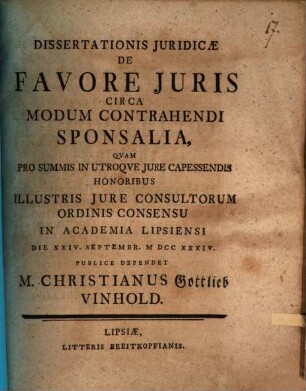 17.
DISSERTATIONIS JURIDICÆ
DE
FAVORE JURIS
CIRCA
MODUM CONTRAHENDI
SPONSALIA,
QVAM
PRO SUMMIS IN UTROQVE JURE CAPESSENDIS
HONORIBUS
ILLUSTRIS JURE CONSULTORUM
ORDINIS CONSENSU
IN ACADEMIA LIPSIENSI
DIE XXIV. SEPTEMBR. M DCC XXXIV.
PUBLICE DEFENDET
M. CHRISTIANUS Gottlieb
VINHOLD.
LIPSIÆ,
LITTERIS BREITKOPFIANIS.